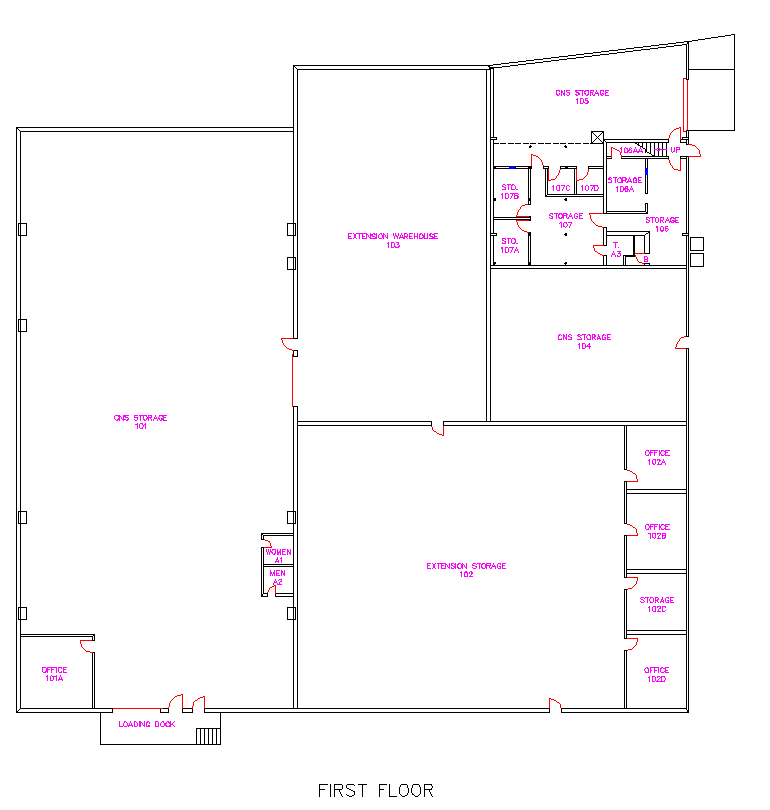 CNS STORAGE
105
106AA
UP
STO.
107B
107C
107D
STORAGE
106A
STORAGE
107
STORAGE
106
EXTENSION WAREHOUSE
103
STO.
107A
T.
A3
B
CNS STORAGE
104
CNS STORAGE
101
OFFICE
102A
OFFICE
102B
WOMEN
A1
EXTENSION STORAGE
102
MEN
A2
STORAGE
102C
OFFICE
101A
OFFICE
102D
LOADING DOCK
FIRST FLOOR